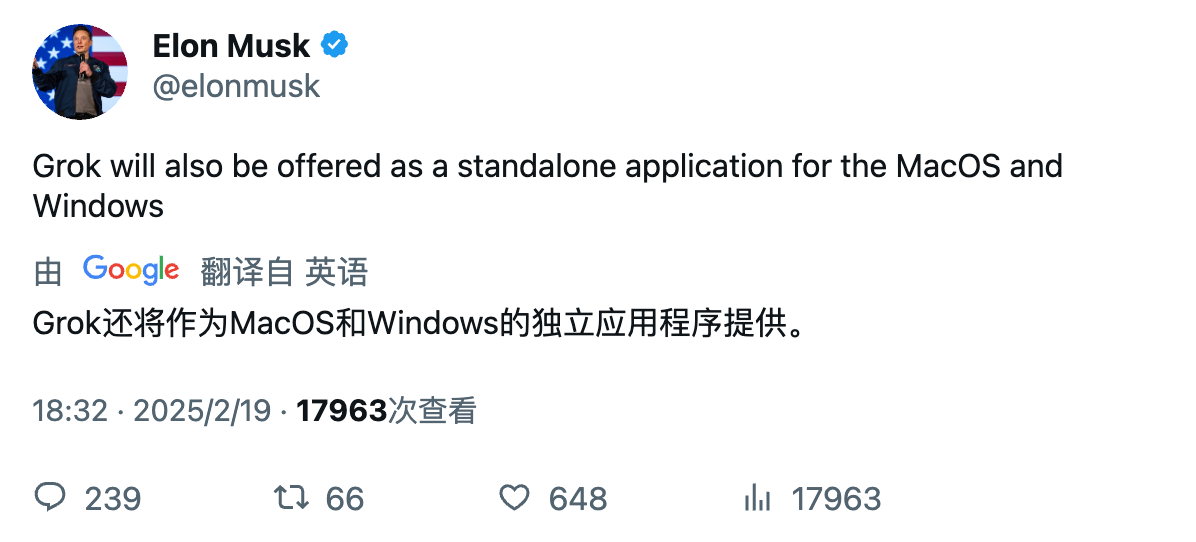 Elon Musk
@elonmusk
Grok will also be offered as a standalone application for the MacOS and
Windows
由 Google 翻译自 英语
Grok还将作为MacOS和Windows的独立应用程序提供。
18:32 · 2025/2/19 · 17963次查看
239 66 648 17963